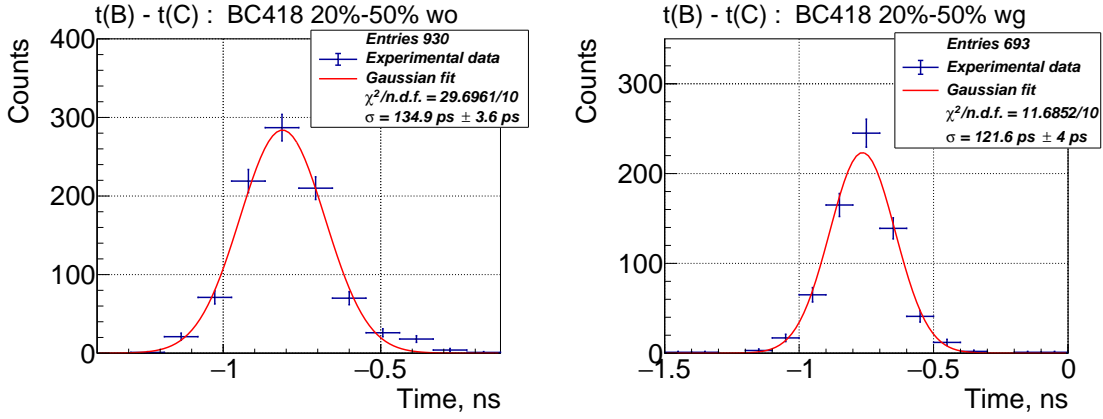 t(B) - t(C) : BC418 20%-50% wo
Counts
400
300
200
100
0
Entries 930
Experimental data
Gaussian fit
χ²/n.d.f. = 29.6961/10
σ = 134.9 ps ± 3.6 ps
−1
−0.5
Time, ns
t(B) - t(C) : BC418 20%-50% wg
Counts
300
200
100
0
Entries 693
Experimental data
Gaussian fit
χ²/n.d.f. = 11.6852/10
σ = 121.6 ps ± 4 ps
−1.5
−1
−0.5
0
Time, ns